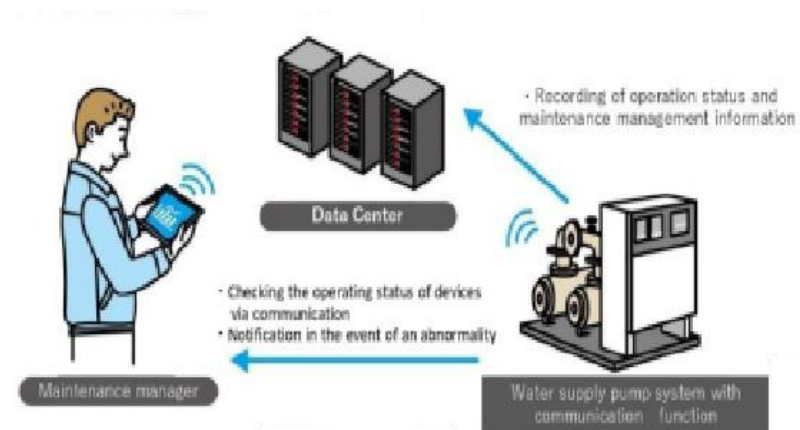 · Recording of operation status and
maintenance management information
Data Center
· Checking the operating status of devices
via communication
· Notification in the event of an abnormality
Maintenance manager
Water supply pump system with
communication function